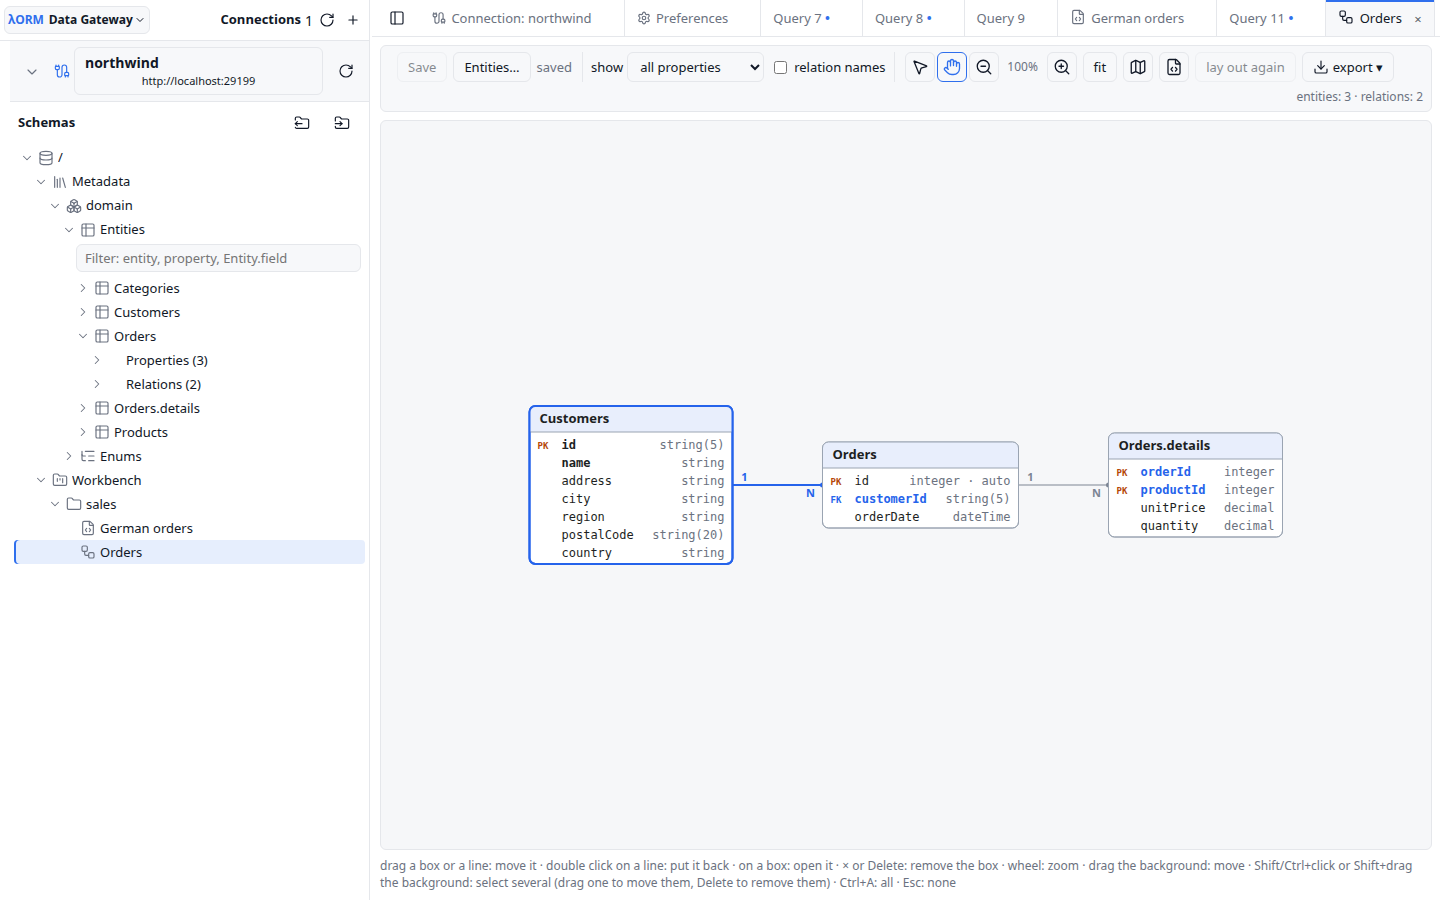 λORM Data Gateway
Connections 1
northwind
http://localhost:29199
Schemas
/
Metadata
domain
Entities
Filter: entity, property, Entity.field
Categories
Customers
Orders
Properties (3)
Relations (2)
Orders.details
Products
Enums
Workbench
sales
German orders
Orders
Connection: northwind
Preferences
Query 7 •
Query 8 •
Query 9
German orders
Query 11 •
Orders ×
Save
Entities...
saved
show
all properties
relation names
100%
fit
lay out again
export ▾
entities: 3 · relations: 2
Customers
PK id string(5)
name string
address string
city string
region string
postalCode string(20)
country string
1
N
Orders
PK id integer · auto
FK customerId string(5)
orderDate dateTime
1
N
Orders.details
PK orderId integer
PK productId integer
unitPrice decimal
quantity decimal
drag a box or a line: move it · double click on a line: put it back · on a box: open it · × or Delete: remove the box · wheel: zoom · drag the background: move · Shift/Ctrl+click or Shift+drag
the background: select several (drag one to move them, Delete to remove them) · Ctrl+A: all · Esc: none